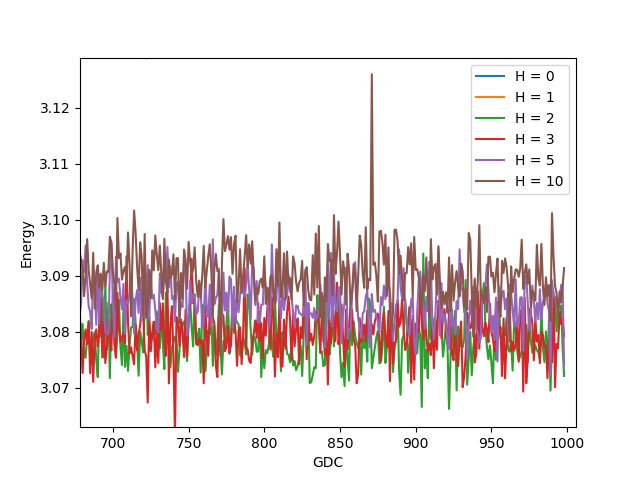 H = 0
H = 1
H = 2
H = 3
H = 5
H = 10
3.12
3.11
3.10
3.09
3.08
3.07
Energy
700
750
800
850
900
950
1000
GDC